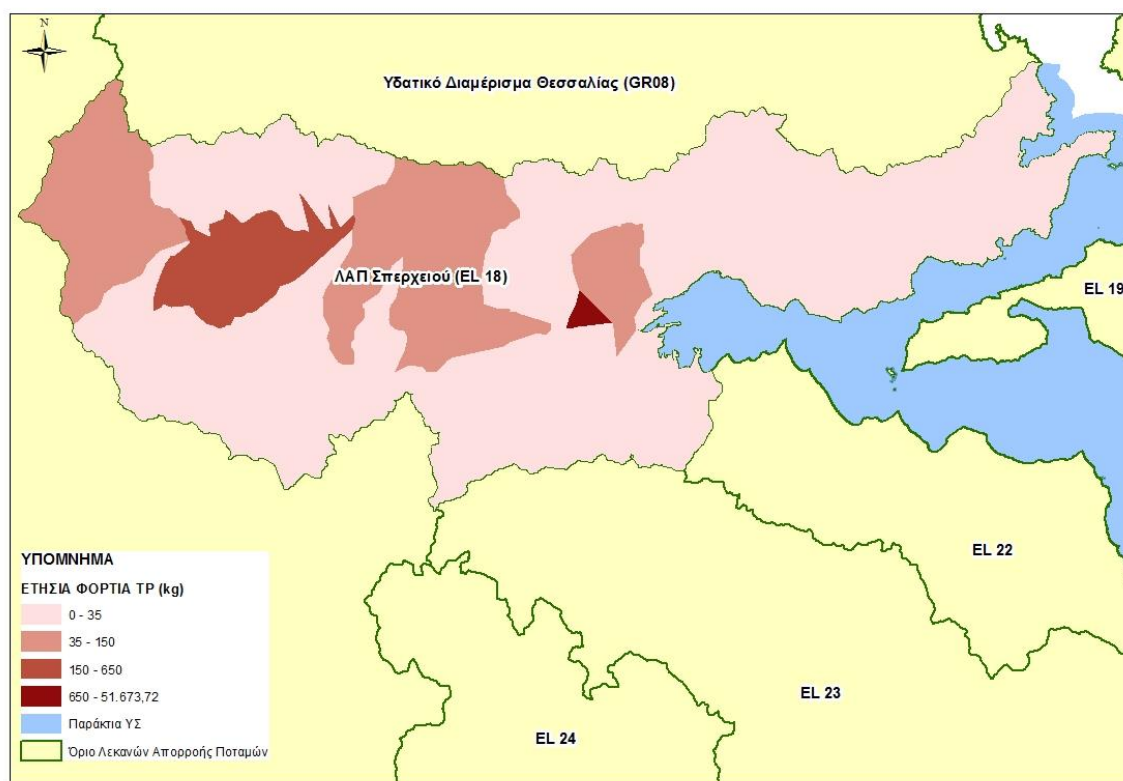 N
Υδατικό Διαμέρισμα Θεσσαλίας (GR08)
ΛΑΠ Σπερχειού (EL 18)
EL 19
EL 22
EL 23
EL 24
ΥΠΟΜΝΗΜΑ
ΕΤΗΣΙΑ ΦΟΡΤΙΑ TP (kg)
0 - 35
35 - 150
150 - 650
650 - 51.673,72
Παράκτια ΥΣ
Όριο Λεκανών Απορροής Ποταμών